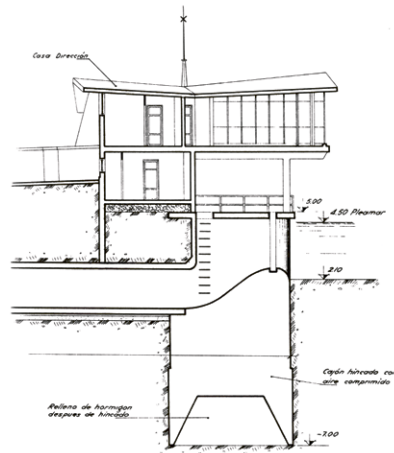 Casa Dirección
5.00
4.50 Pleamar
2.10
Cajón hincado con
aire comprimido
Relleno de hormigon
despues de hincado
-7.00